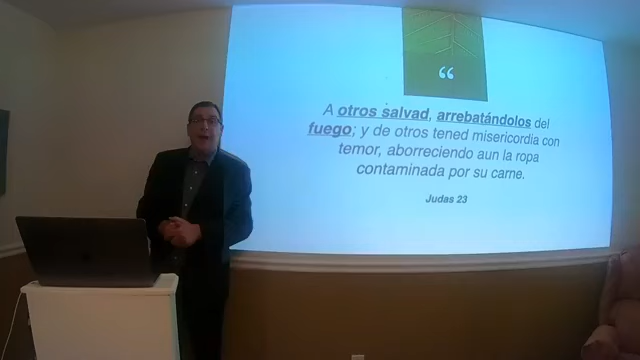 “
A otros salvad, arrebatándolos del
fuego; y de otros tened misericordia con
temor, aborreciendo aun la ropa
contaminada por su carne.
Judas 23